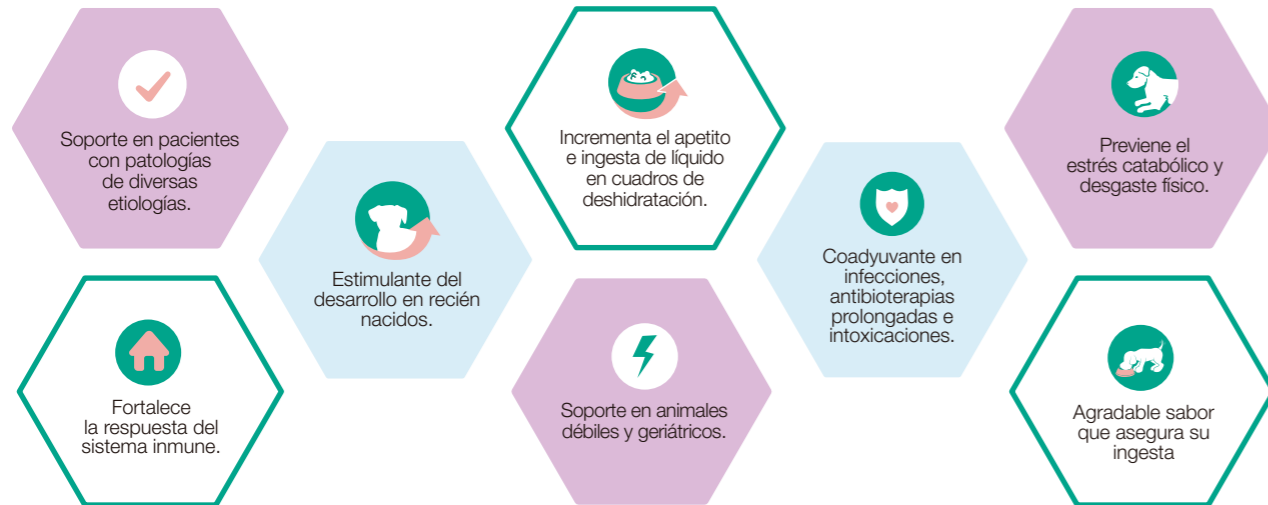 Soporte en pacientes
con patologías
de diversas
etiologías.
Fortalece
la respuesta del
sistema inmune.
Estimulante del
desarrollo en recién
nacidos.
Incrementa el apetito
e ingesta de líquido
en cuadros de
deshidratación.
Soporte en animales
débiles y geriátricos.
Coadyuvante en
infecciones,
antibioterapias
prolongadas e
intoxicaciones.
Previene el
estrés catabólico y
desgaste físico.
Agradable sabor
que asegura su
ingesta